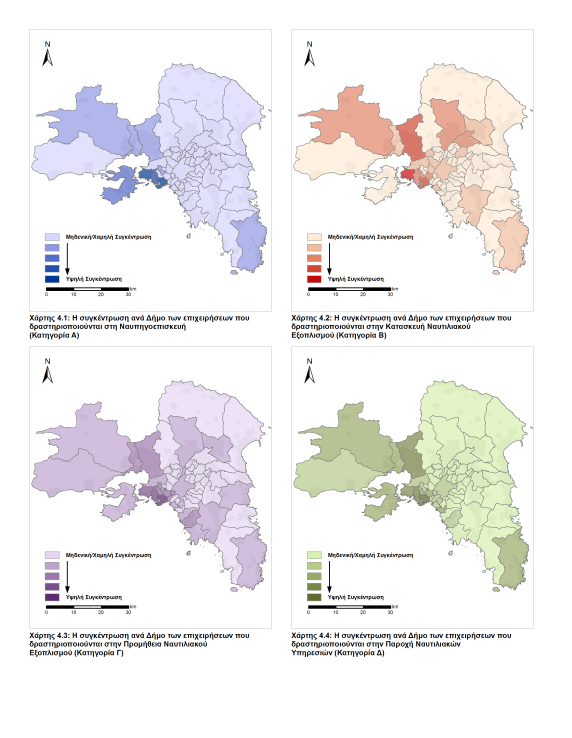 N
Μηδενική/Χαμηλή Συγκέντρωση
Υψηλή Συγκέντρωση
0 10 20 30 km
Χάρτης 4.1: Η συγκέντρωση ανά Δήμο των επιχειρήσεων που
δραστηριοποιούνται στη Ναυπηγοεπισκευή
(Κατηγορία Α)
N
Μηδενική/Χαμηλή Συγκέντρωση
Υψηλή Συγκέντρωση
0 10 20 30 km
Χάρτης 4.2: Η συγκέντρωση ανά Δήμο των επιχειρήσεων που
δραστηριοποιούνται στην Κατασκευή Ναυτιλιακού
Εξοπλισμού (Κατηγορία Β)
N
Μηδενική/Χαμηλή Συγκέντρωση
Υψηλή Συγκέντρωση
0 10 20 30 km
Χάρτης 4.3: Η συγκέντρωση ανά Δήμο των επιχειρήσεων που
δραστηριοποιούνται στην Προμήθεια Ναυτιλιακού
Εξοπλισμού (Κατηγορία Γ)
N
Μηδενική/Χαμηλή Συγκέντρωση
Υψηλή Συγκέντρωση
0 10 20 30 km
Χάρτης 4.4: Η συγκέντρωση ανά Δήμο των επιχειρήσεων που
δραστηριοποιούνται στην Παροχή Ναυτιλιακών
Υπηρεσιών (Κατηγορία Δ)